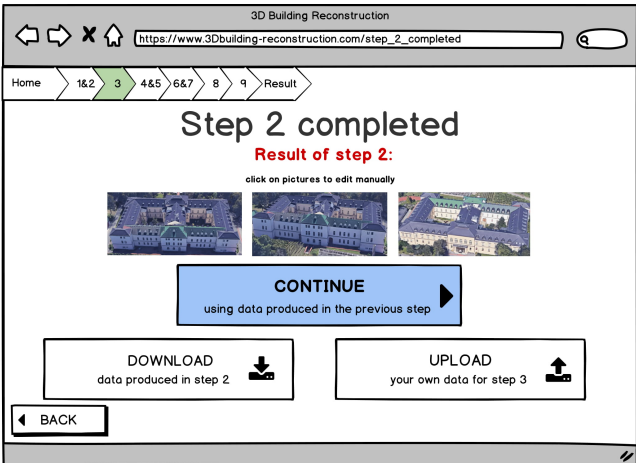 3D Building Reconstruction
https://www.3Dbuilding-reconstruction.com/step_2_completed
Home 1&2 3 4&5 6&7 8 9 Result
Step 2 completed
Result of step 2:
click on pictures to edit manually
CONTINUE
using data produced in the previous step
DOWNLOAD
data produced in step 2
UPLOAD
your own data for step 3
BACK